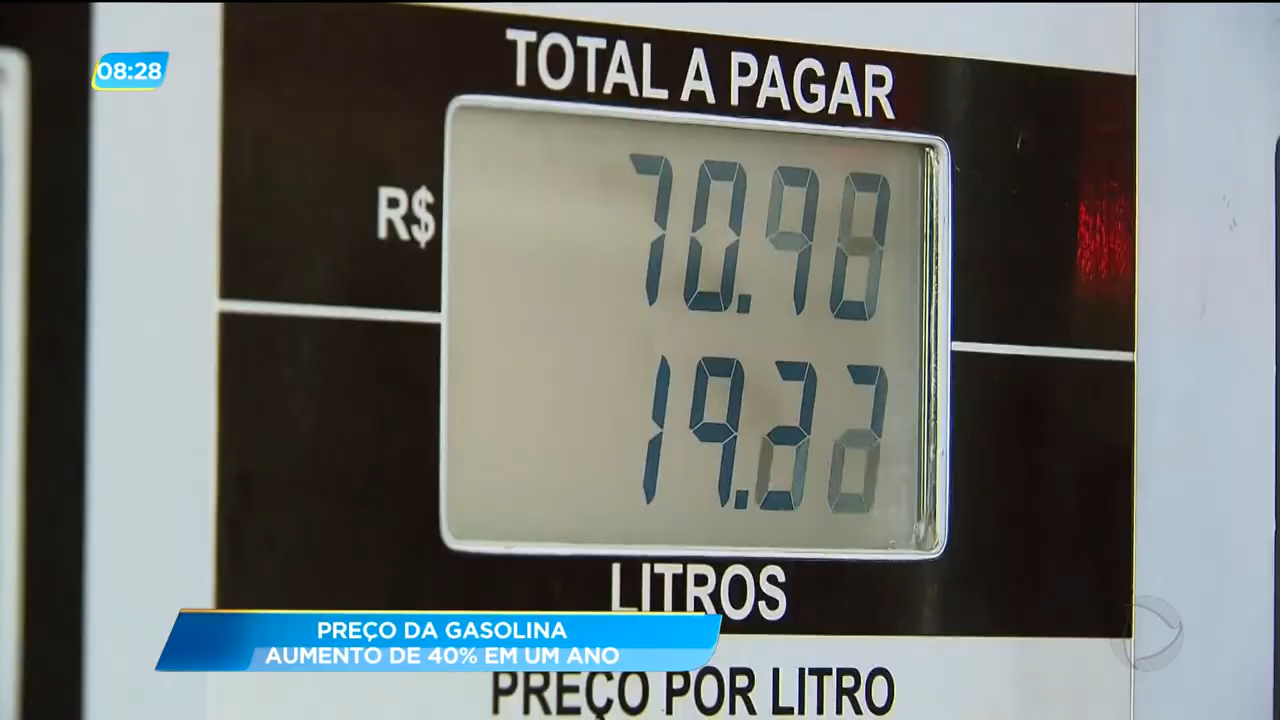 08:28
TOTAL A PAGAR
R$ 70.98
19.33
LITROS
PREÇO DA GASOLINA
AUMENTO DE 40% EM UM ANO
PREÇO POR LITRO